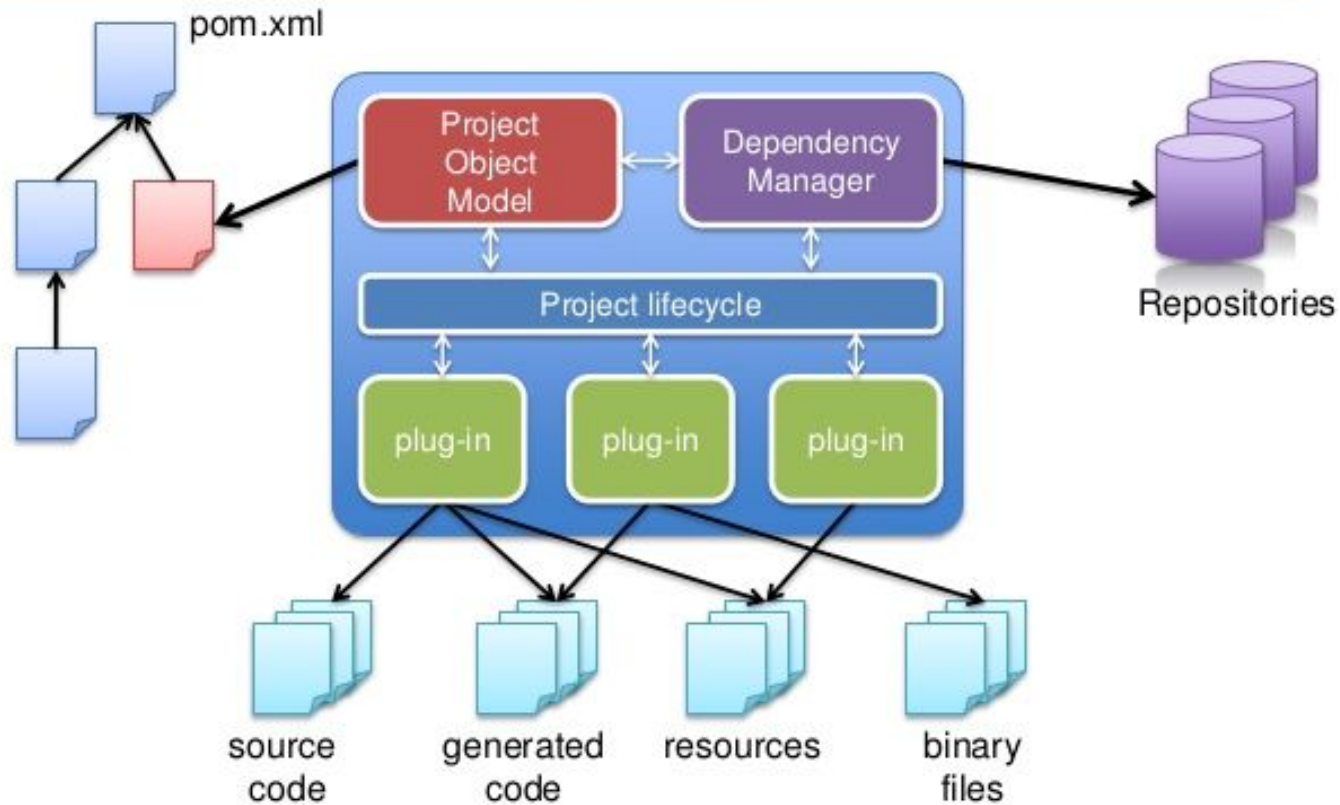 pom.xml
Project
Object
Model
Dependency
Manager
Repositories
Project lifecycle
plug-in
plug-in
plug-in
source
code
generated
code
resources
binary
files